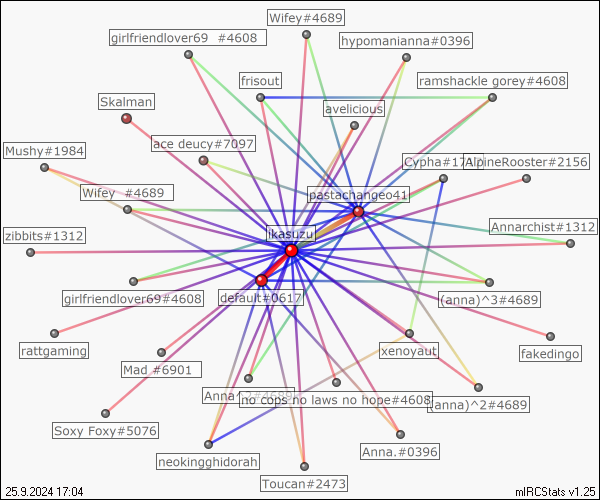 Wifey#4689
girlfriendlover69 #4608
hypomanianna#0396
frisout
ramshackle gorey#4608
Skalman
avelicious
ace deucy#7097
Mushy#1984
Cypha#17
AlpineRooster#2156
Wifey #4689
pastachangeo41
Annarchist#1312
zibbits#1312
ikasuzu
girlfriendlover69#4608
default#0617
(anna)^3#4689
rattgaming
xenoyaut
fakedingo
Mad #6901
no cops no laws no hope#4608
(anna)^2#4689
Soxy Foxy#5076
Anna.#0396
neokingghidorah
Toucan#2473
25.9.2024 17:04
mIRCStats v1.25